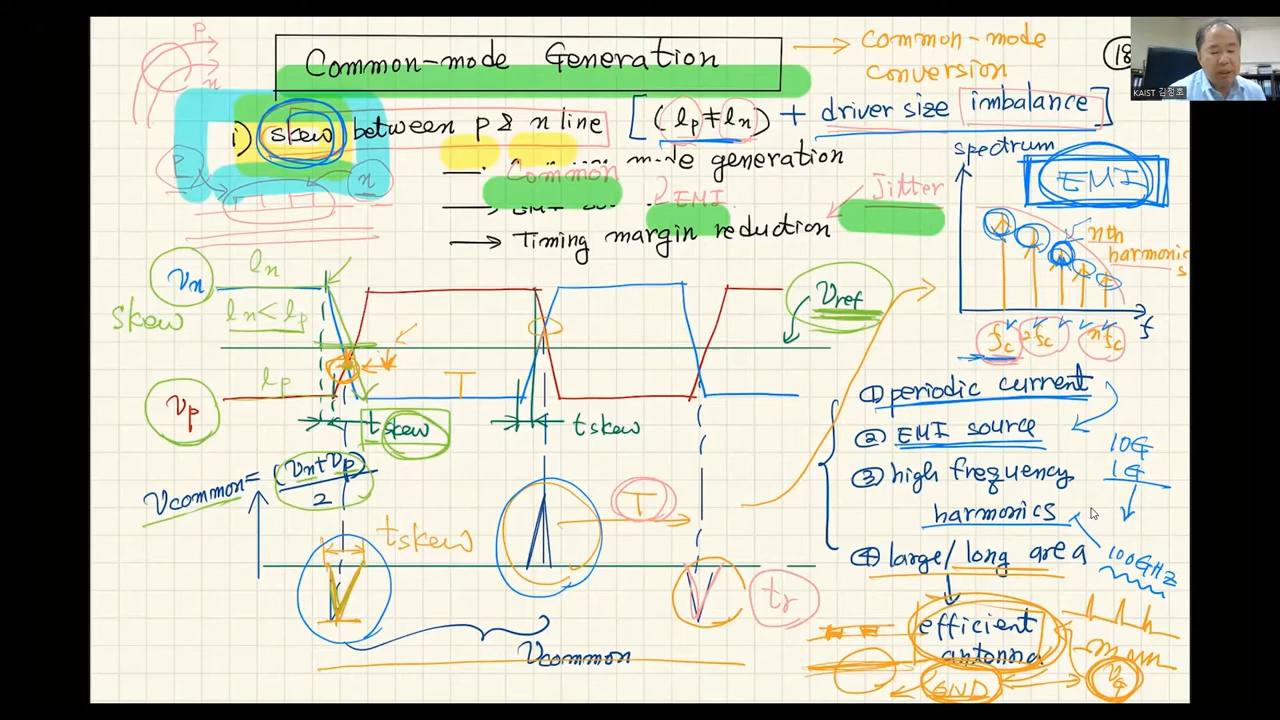 Common-mode Generation
→ common-mode conversion
18
KAIST 김정호
P
n
i) skew between p & n line [(lp≠ln) + driver size imbalance]
→ Common mode generation
EMI
Jitter
→ Timing margin reduction
P
n
spectrum
EMI
nth harmonics
f
fc
2fc
nfc
Vn
ln
skew
ln < lp
Vref
lp
T
Vp
tskew
tskew
Vcommon = (Vn+Vp)/2
tskew
T
tr
Vcommon
① periodic current
② EMI source
③ high frequency harmonics
10G
1G
100GHz
④ large/long area
efficient antenna
GND